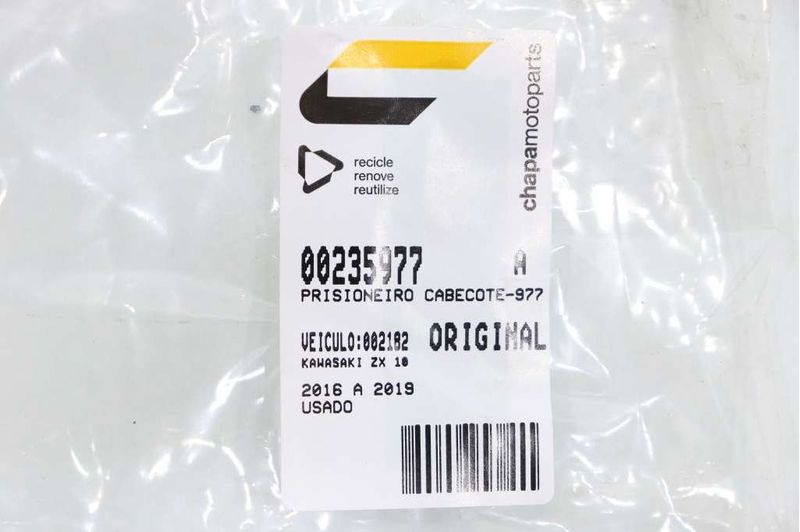 chapamotoparts
recicle
renove
reutilize
00235977 A
PRISIONEIRO CABECOTE-977
VEICULO:002182 ORIGINAL
KAWASAKI ZX 10
2016 A 2019
USADO